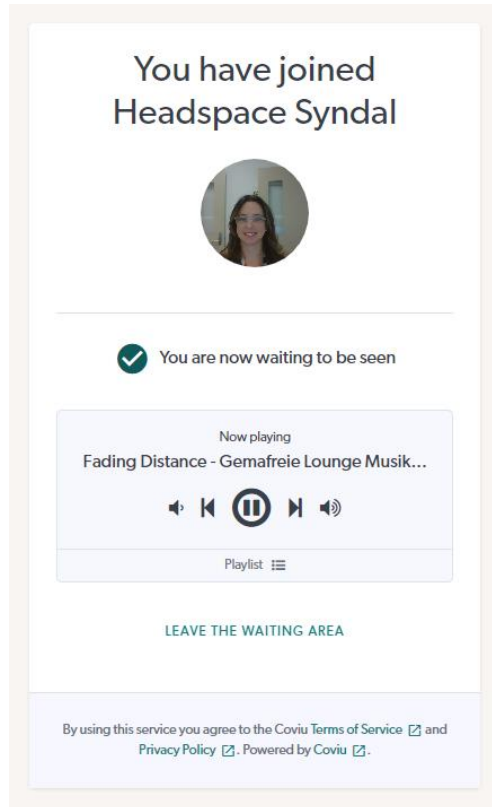 You have joined
Headspace Syndal
You are now waiting to be seen
Now playing
Fading Distance - Gemafreie Lounge Musik...
Playlist
LEAVE THE WAITING AREA
By using this service you agree to the Coviu Terms of Service and
Privacy Policy. Powered by Coviu.